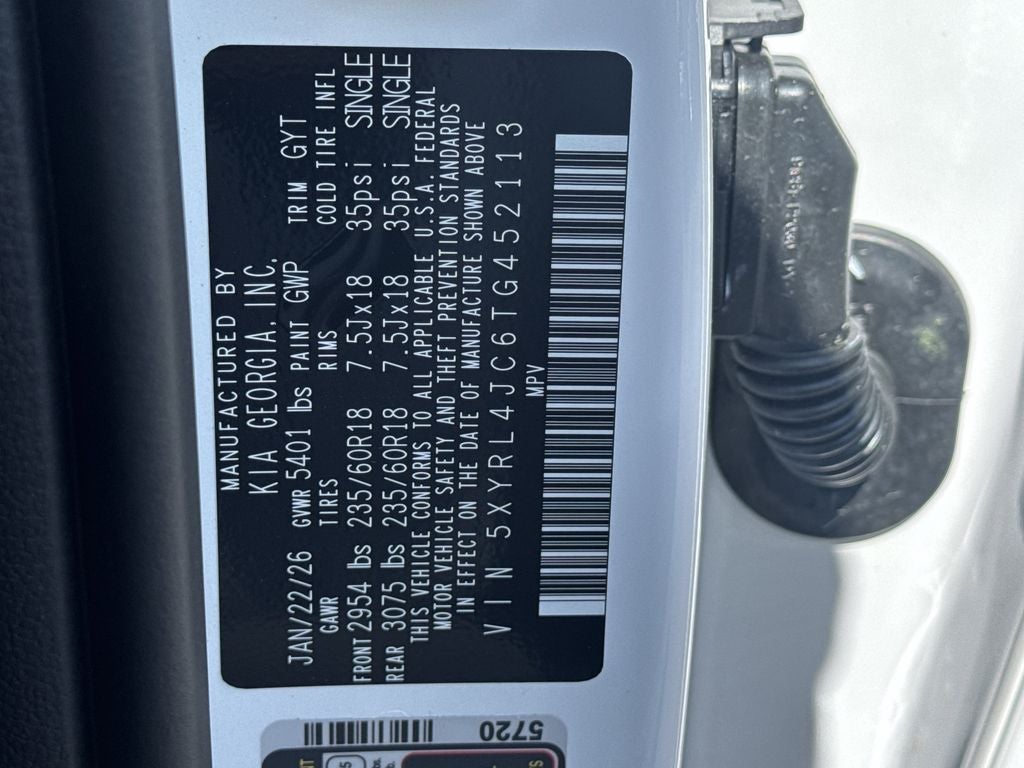 MANUFACTURED BY
KIA GEORGIA, INC.
JAN/22/26 GVWR 5401 lbs PAINT GWP TRIM GYT
GAWR TIRES RIMS COLD TIRE INFL
FRONT 2954 lbs 235/60R18 7.5Jx18 35psi SINGLE
REAR 3075 lbs 235/60R18 7.5Jx18 35psi SINGLE
THIS VEHICLE CONFORMS TO ALL APPLICABLE U.S.A. FEDERAL
MOTOR VEHICLE SAFETY AND THEFT PREVENTION STANDARDS
IN EFFECT ON THE DATE OF MANUFACTURE SHOWN ABOVE
VIN 5XYRL4JC6TG452113
MPV
5720